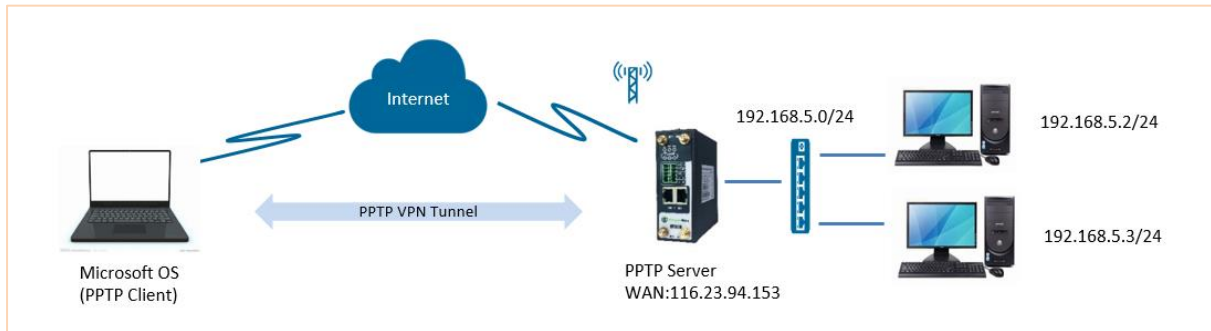 Internet
192.168.5.0/24
192.168.5.2/24
PPTP VPN Tunnel
192.168.5.3/24
Microsoft OS
(PPTP Client)
PPTP Server
WAN:116.23.94.153